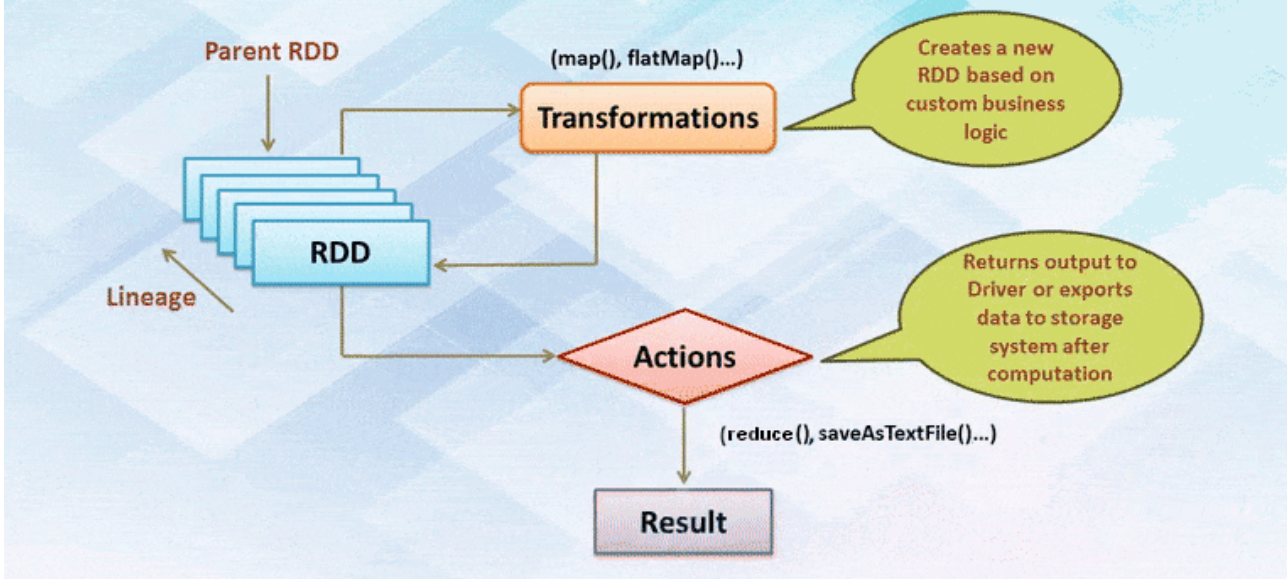 Parent RDD
(map(), flatMap()...)
Transformations
Creates a new
RDD based on
custom business
logic
RDD
Lineage
Returns output to
Driver or exports
data to storage
system after
computation
Actions
(reduce(), saveAsTextFile()...)
Result